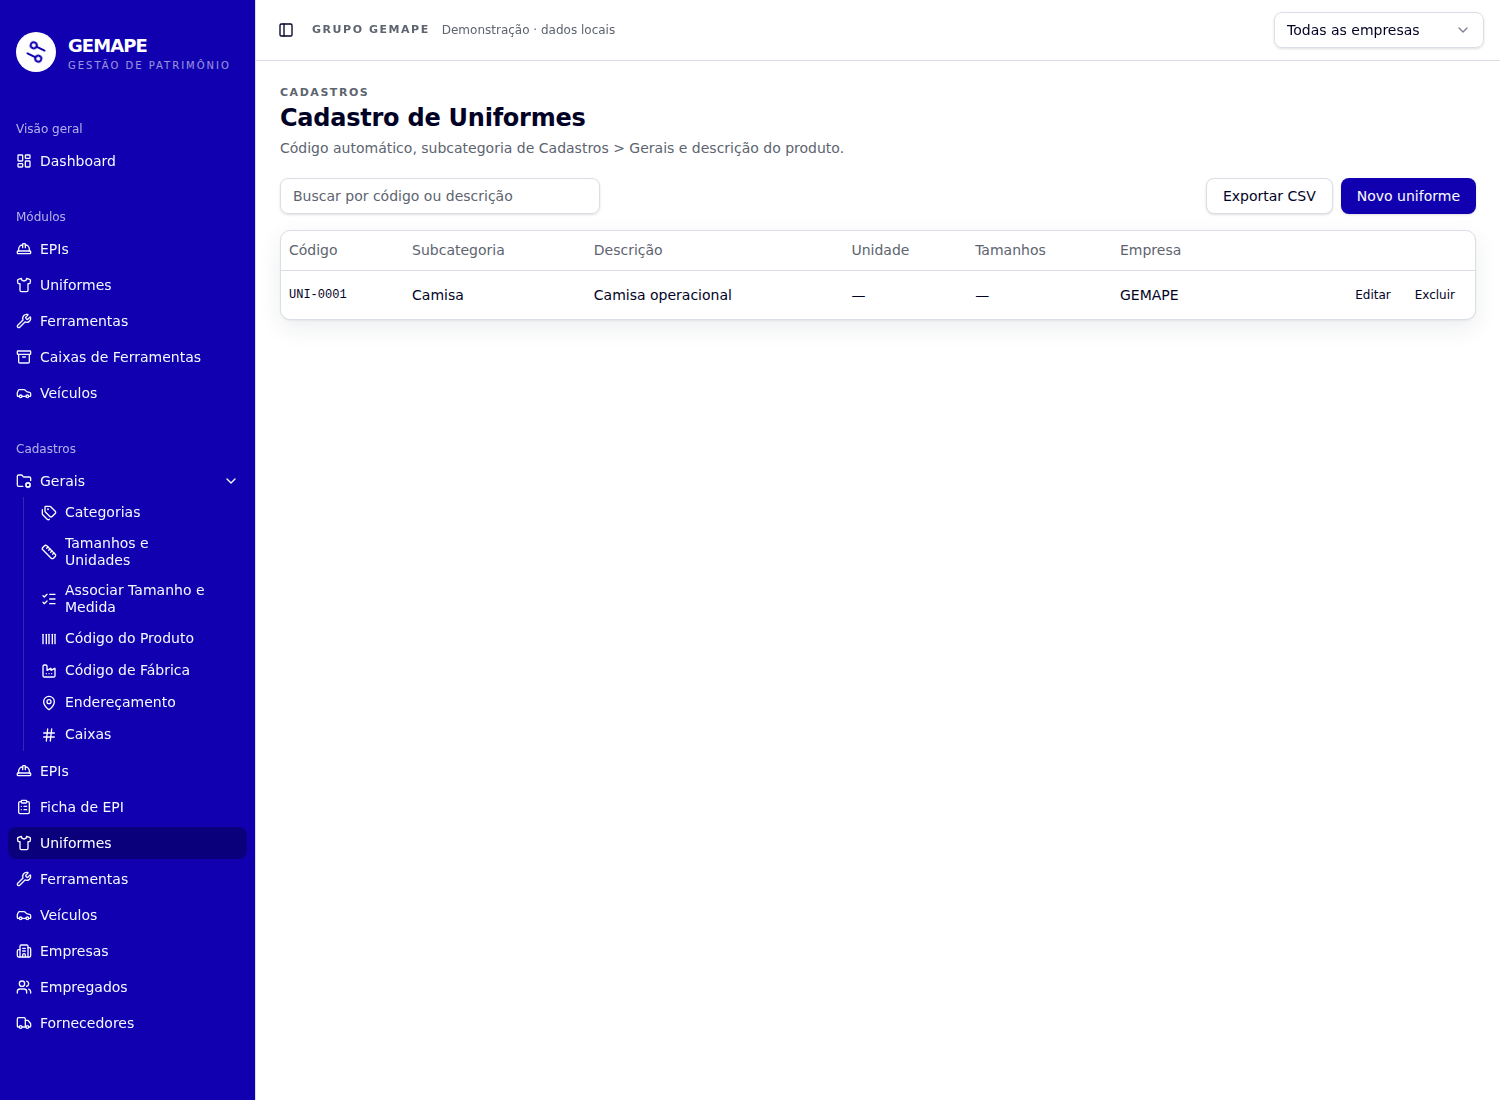 GEMAPE
GESTÃO DE PATRIMÔNIO
Visão geral
Dashboard
Módulos
EPIs
Uniformes
Ferramentas
Caixas de Ferramentas
Veículos
Cadastros
Gerais
Categorias
Tamanhos e
Unidades
Associar Tamanho e
Medida
Código do Produto
Código de Fábrica
Endereçamento
Caixas
EPIs
Ficha de EPI
Uniformes
Ferramentas
Veículos
Empresas
Empregados
Fornecedores
GRUPO GEMAPE Demonstração · dados locais
Todas as empresas
CADASTROS
Cadastro de Uniformes
Código automático, subcategoria de Cadastros > Gerais e descrição do produto.
Buscar por código ou descrição
Exportar CSV
Novo uniforme
Código Subcategoria Descrição Unidade Tamanhos Empresa
UNI-0001 Camisa Camisa operacional — — GEMAPE Editar Excluir